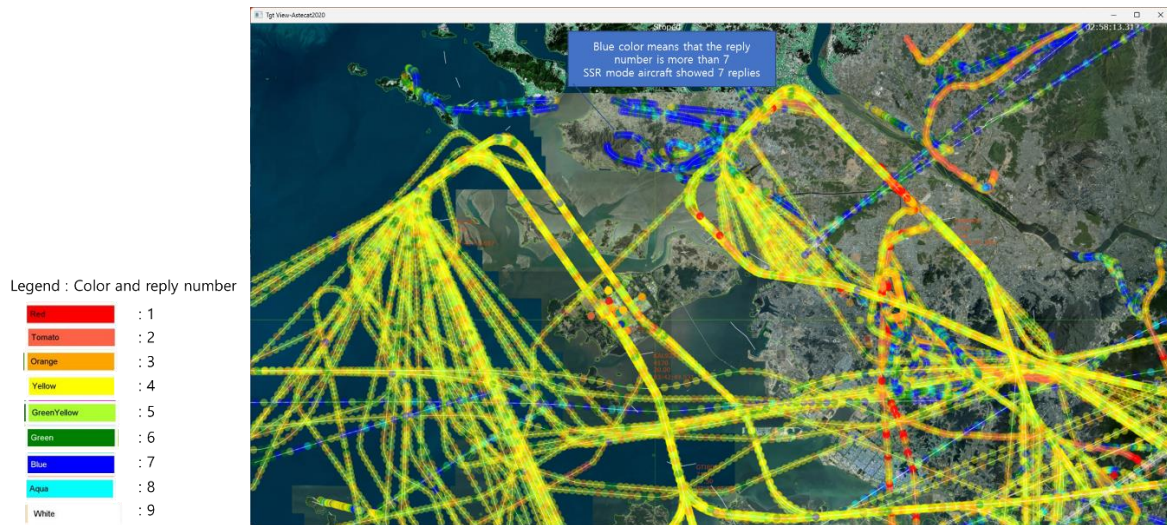 Tgt View-Astecat2020
Stoped
Blue color means that the reply
number is more than 7
SSR mode aircraft showed 7 replies
Legend : Color and reply number
Red : 1
Tomato : 2
Orange : 3
Yellow : 4
GreenYellow : 5
Green : 6
Blue : 7
Aqua : 8
White : 9